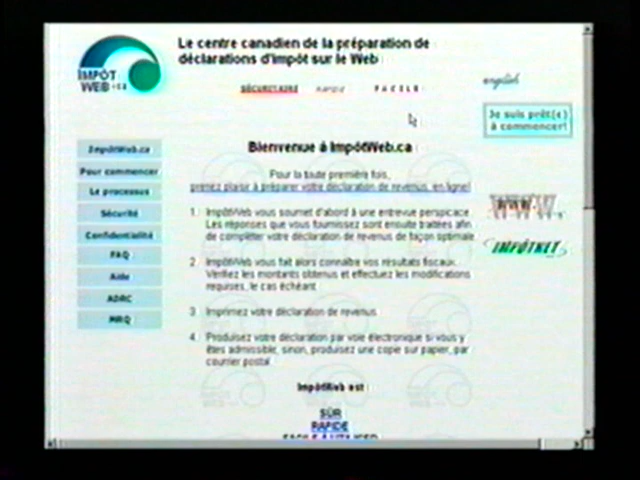 IMPÔT
WEB .ca
Le centre canadien de la préparation de
déclarations d'impôt sur le Web
SÉCURITAIRE RAPIDE FACILE
english
Je suis prêt(e)
à commencer!
ImpôtWeb.ca
Pour commencer
Le processus
Sécurité
Confidentialité
FAQ
Aide
ADRC
MRQ
Bienvenue à ImpôtWeb.ca
Pour la toute première fois,
prenez plaisir à préparer votre déclaration de revenus, en ligne!
1. ImpôtWeb vous soumet d'abord à une entrevue perspicace.
Les réponses que vous fournissez sont ensuite traitées afin
de compléter votre déclaration de revenus de façon optimale.
2. ImpôtWeb vous fait alors connaître vos résultats fiscaux.
Vérifiez les montants obtenus et effectuez les modifications
requises, le cas échéant.
3. Imprimez votre déclaration de revenus.
4. Produisez votre déclaration par voie électronique si vous y
êtes admissible, sinon, produisez une copie sur papier, par
courrier postal.
ImpôtWeb est :
SÛR
RAPIDE
FACILE À UTILISER
IMPÔTNET